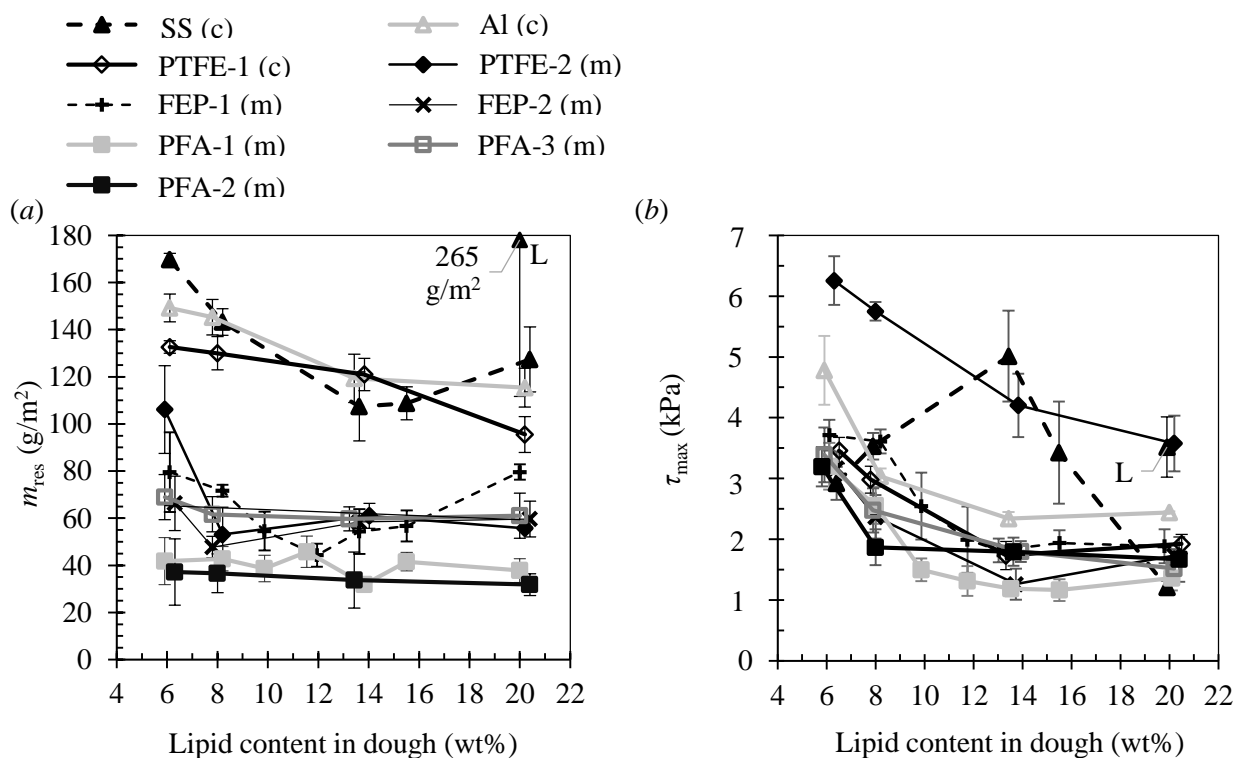 SS (c) Al (c)
PTFE-1 (c) PTFE-2 (m)
FEP-1 (m) FEP-2 (m)
PFA-1 (m) PFA-3 (m)
PFA-2 (m)
(a) (b)
180
160
140
120
100
80
60
40
20
0
m_res (g/m²)
265
g/m²
L
4 6 8 10 12 14 16 18 20 22
Lipid content in dough (wt%)
7
6
5
4
3
2
1
0
τ_max (kPa)
L
4 6 8 10 12 14 16 18 20 22
Lipid content in dough (wt%)